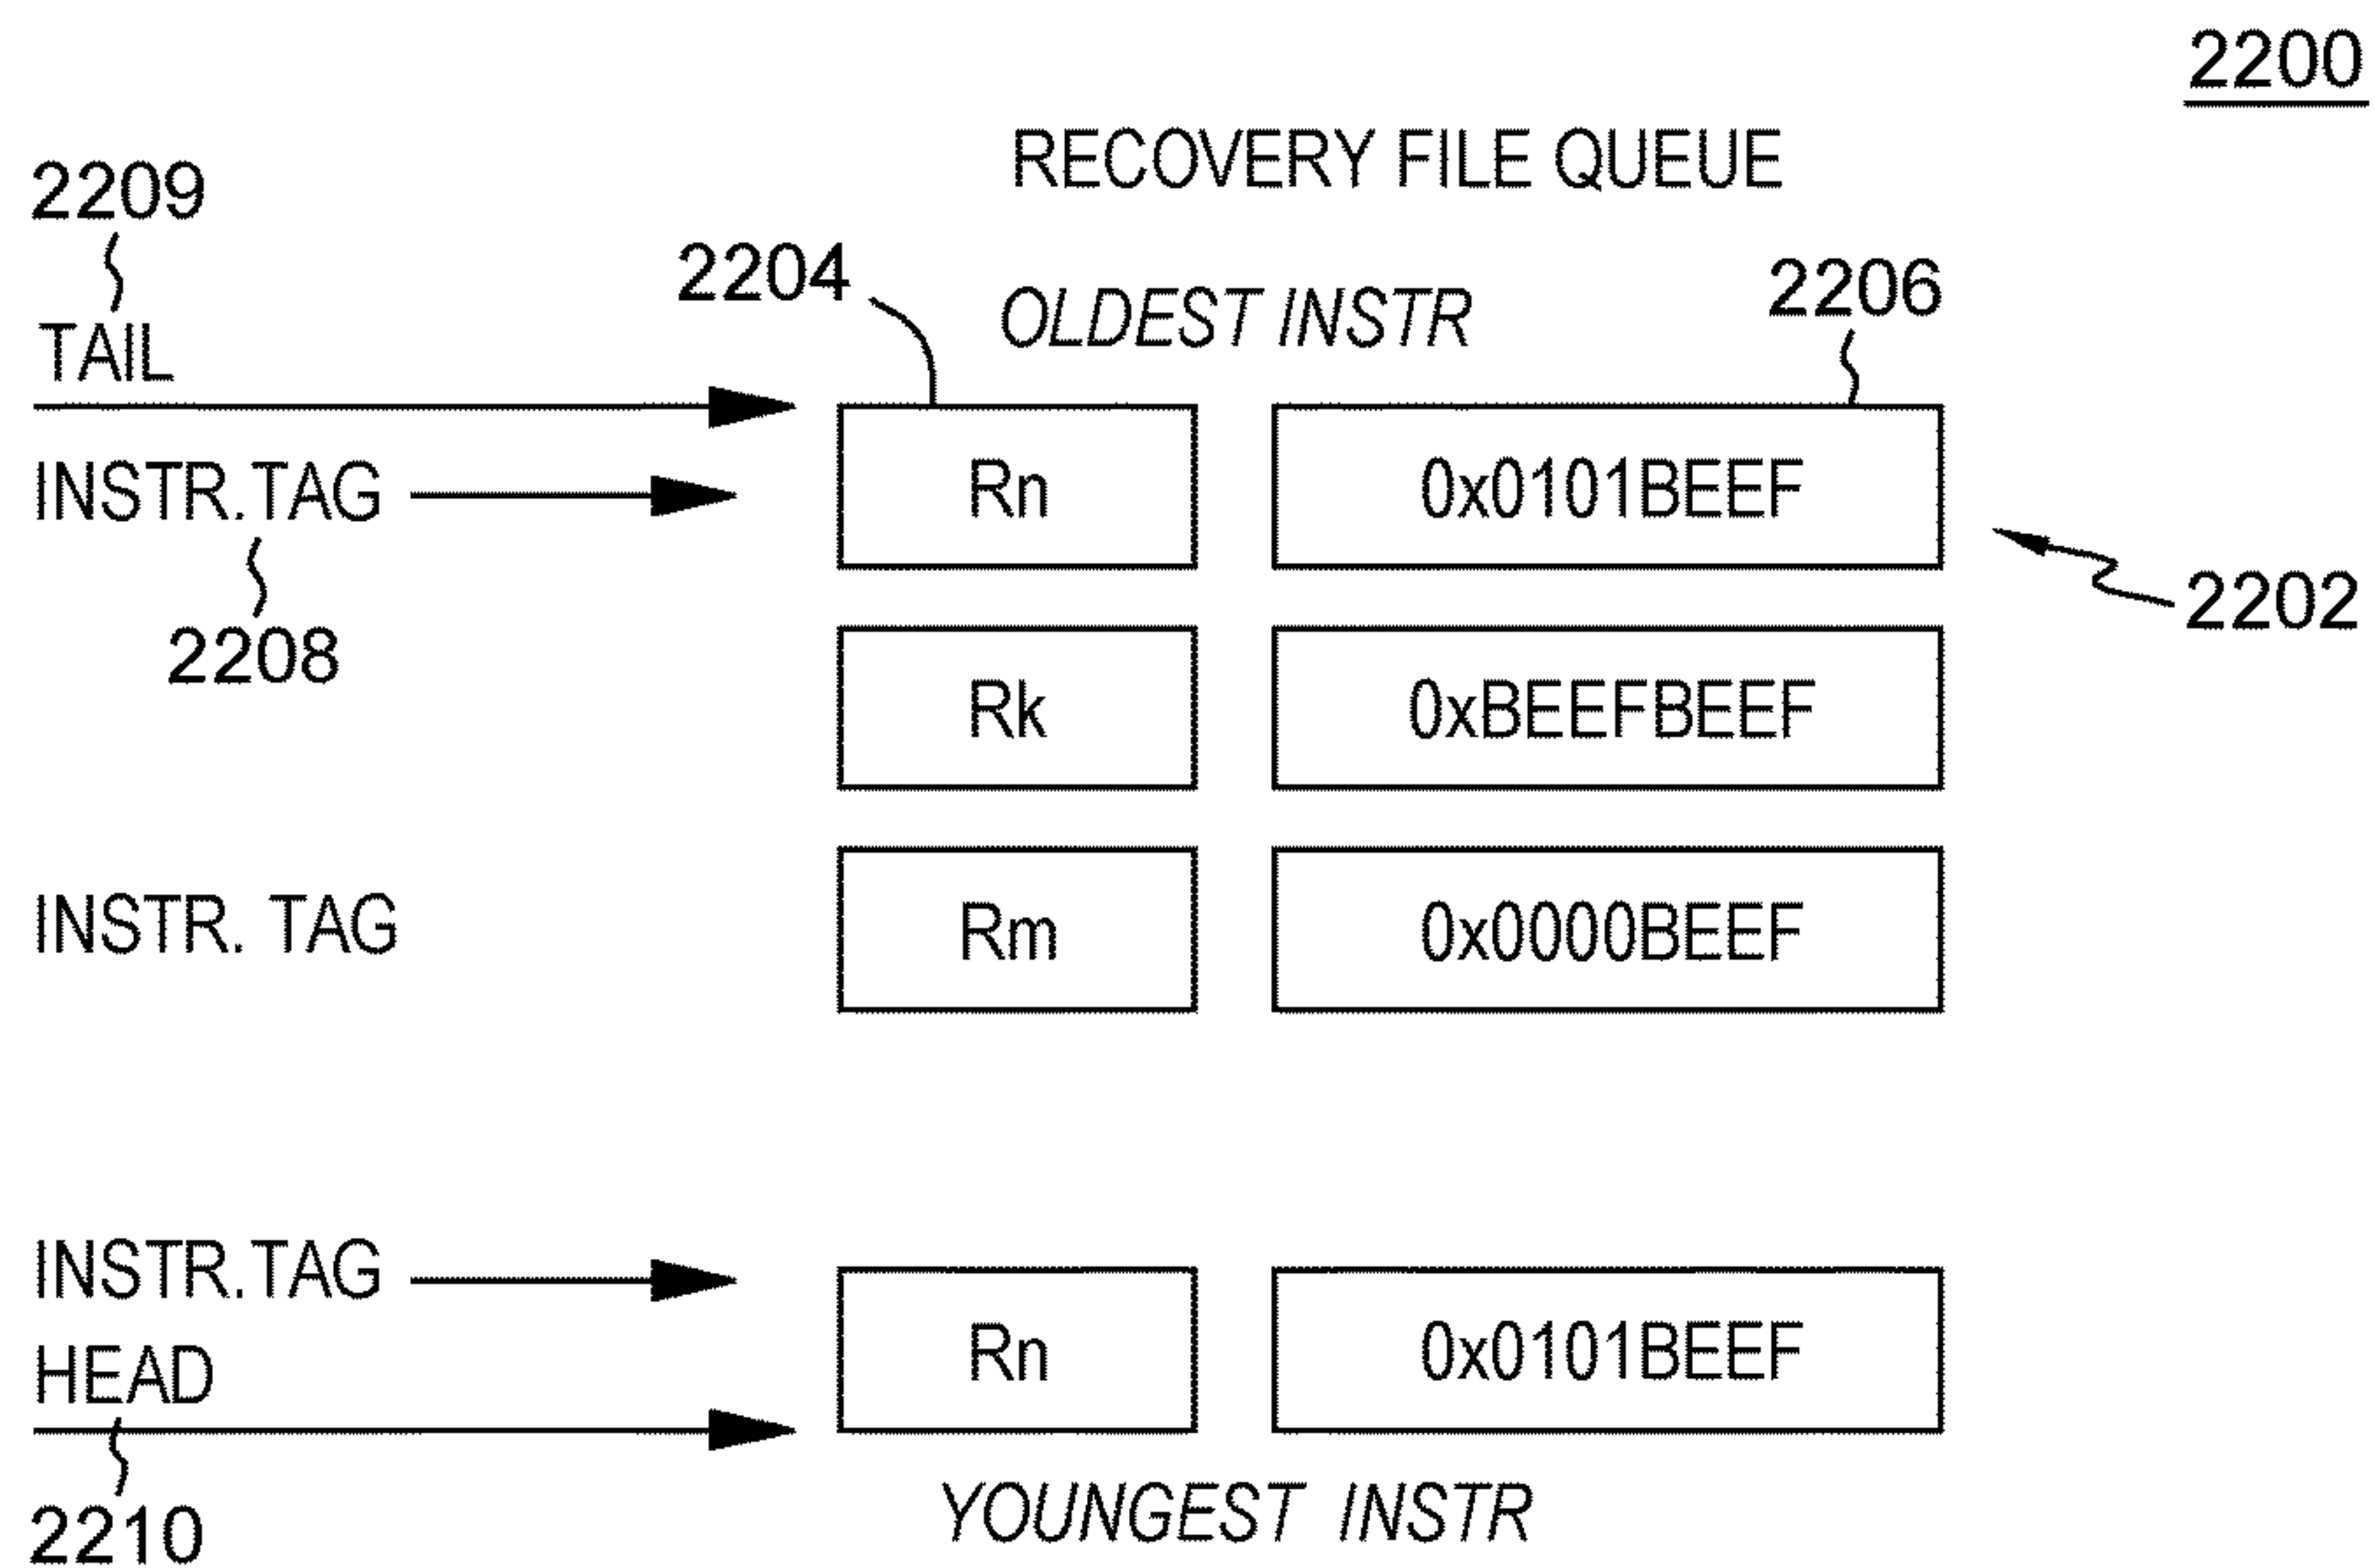 2200
RECOVERY FILE QUEUE
2209
2204
OLDEST INSTR
2206
TAIL
INSTR.TAG
Rn
0x0101BEEF
2202
2208
Rk
0xBEEFBEEF
INSTR. TAG
Rm
0x0000BEEF
INSTR.TAG
HEAD
Rn
0x0101BEEF
2210
YOUNGEST INSTR